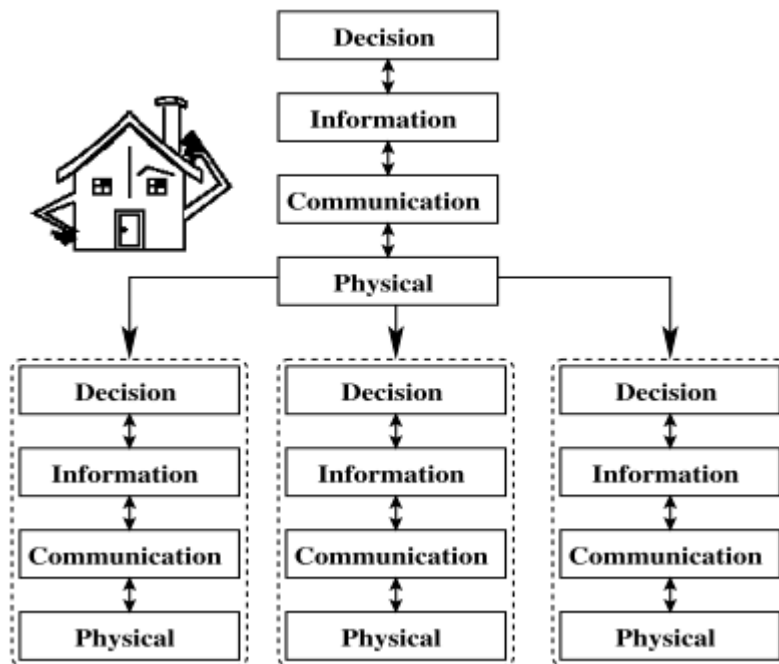 Decision
Information
Communication
Physical
Decision
Information
Communication
Physical
Decision
Information
Communication
Physical
Decision
Information
Communication
Physical